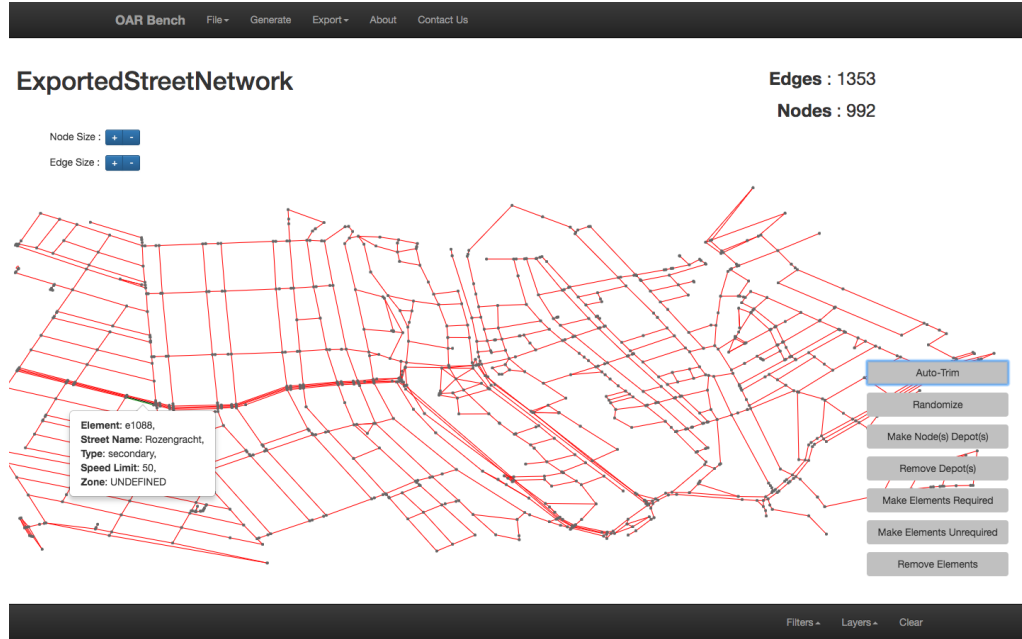 OAR Bench File Generate Export About Contact Us
ExportedStreetNetwork
Edges : 1353
Nodes : 992
Node Size : + -
Edge Size : + -
Element: e1088,
Street Name: Rozengracht,
Type: secondary,
Speed Limit: 50,
Zone: UNDEFINED
Auto-Trim
Randomize
Make Node(s) Depot(s)
Remove Depot(s)
Make Elements Required
Make Elements Unrequired
Remove Elements
Filters Layers Clear